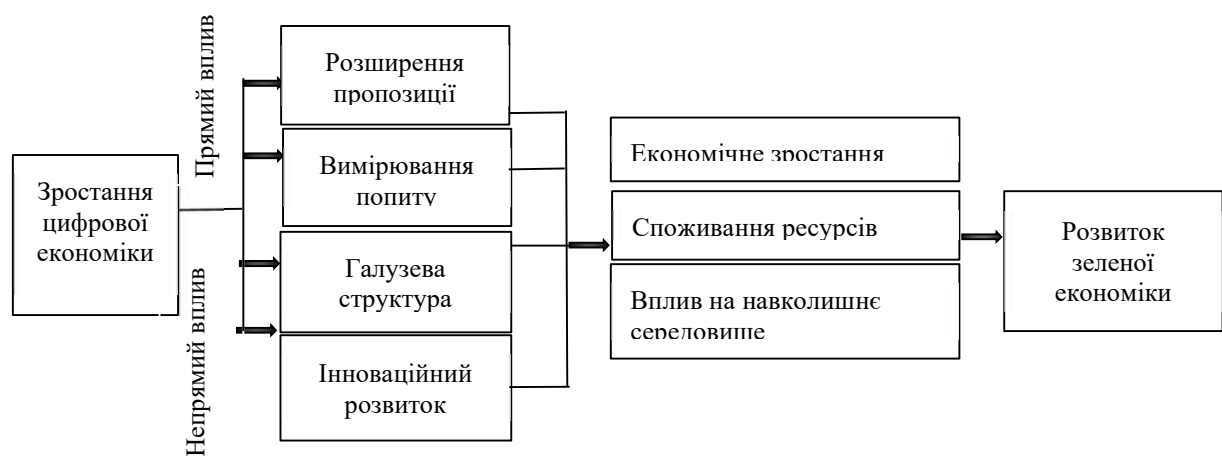 Зростання
цифрової
економіки
Прямий вплив
Непрямий вплив
Розширення
пропозиції
Вимірювання
попиту
Галузева
структура
Інноваційний
розвиток
Економічне зростання
Споживання ресурсів
Вплив на навколишнє
середовище
Розвиток
зеленої
економіки